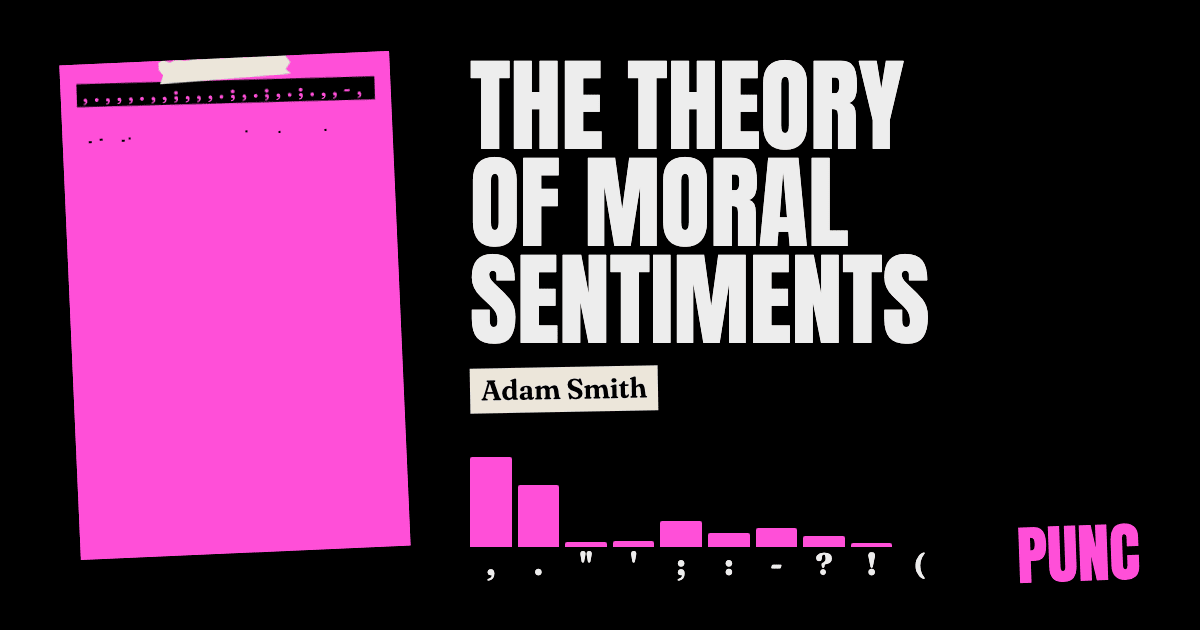 ,.,,,.,,;,,,.;,.;,.;.,,-,
THE THEORY
OF MORAL
SENTIMENTS
Adam Smith
, . " ' ; : - ? ! (
PUNC